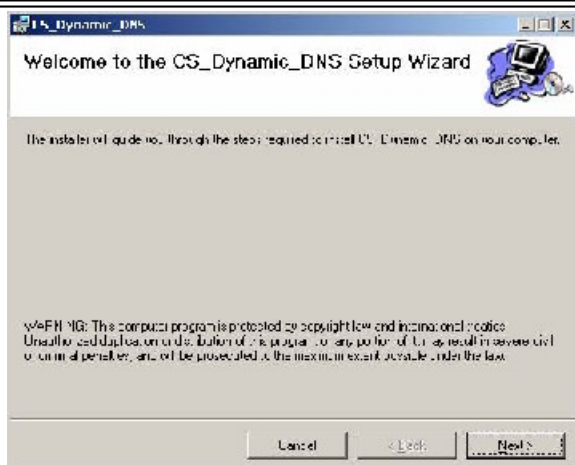 CS_Dynamic_DNS
Welcome to the CS_Dynamic_DNS Setup Wizard
The installer will guide you through the steps required to install CS_Dynamic_DNS on your computer.
WARNING: This computer program is protected by copyright law and international treaties.
Unauthorized duplication or distribution of this program, or any portion of it, may result in severe civil
or criminal penalties, and will be prosecuted to the maximum extent possible under the law.
Cancel
< Back
Next >